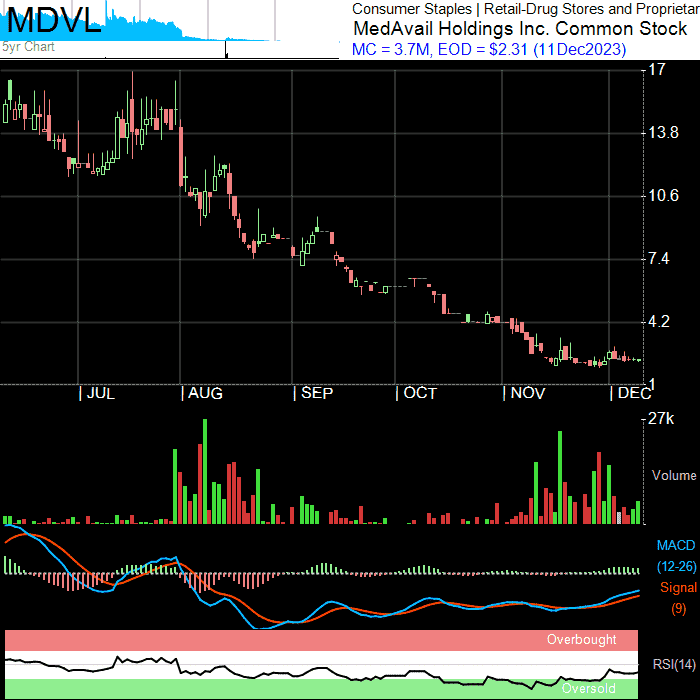 MDVL
Consumer Staples | Retail-Drug Stores and Proprietar
MedAvail Holdings Inc. Common Stock
MC = 3.7M, EOD = $2.31 (11Dec2023)
5yr Chart
17
13.8
10.6
7.4
4.2
1
JUL
AUG
SEP
OCT
NOV
DEC
27k
Volume
MACD
(12-26)
Signal
(9)
Overbought
RSI(14)
Oversold